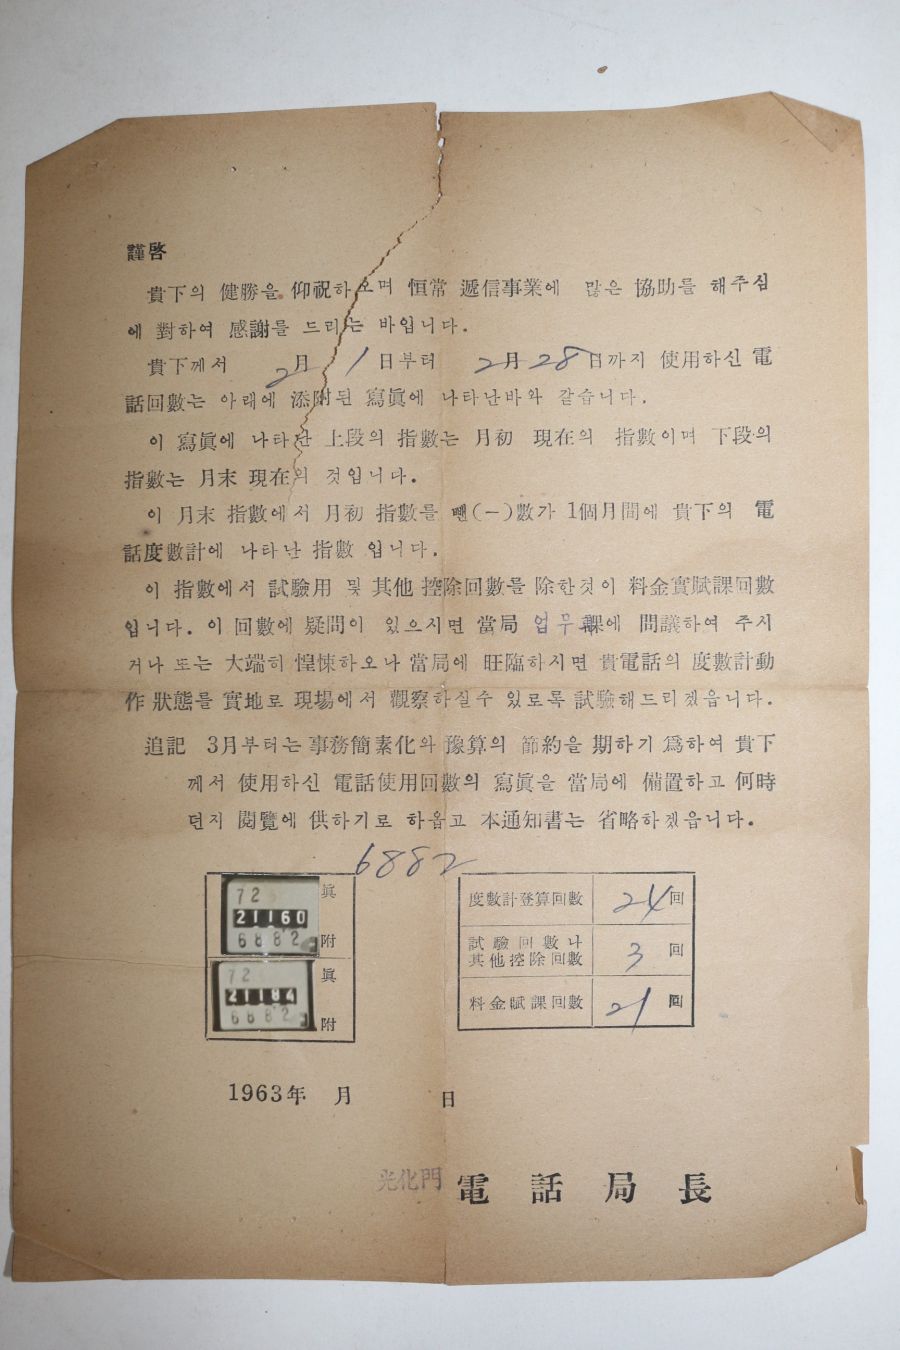 謹啓
貴下의 健勝을 仰祝하오며 恒常 遞信事業에 많은 協助를 해주심
에 對하여 感謝를 드리는 바입니다.
貴下께서 2月 1日부터 2月 28日까지 使用하신 電
話回數는 아래에 添附된 寫眞에 나타난바와 같습니다.
이 寫眞에 나타난 上段의 指數는 月初 現在의 指數이며 下段의
指數는 月末 現在의 것입니다.
이 月末 指數에서 月初 指數를 뺀(-)數가 1個月間에 貴下의 電
話度數計에 나타난 指數 입니다.
이 指數에서 試驗用 및 其他 控除回數를 除한것이 料金實賦課回數
입니다. 이 回數에 疑問이 있으시면 當局 업무課에 問議하여 주시
거나 또는 大端히 惶悚하오나 當局에 旺臨하시면 貴電話의 度數計動
作 狀態를 實地로 現場에서 觀察하실수 있도록 試驗해드리겠읍니다.
追記 3月부터는 事務簡素化와 豫算의 節約을 期하기 爲하여 貴下
께서 使用하신 電話使用回數의 寫眞을 當局에 備置하고 何時
던지 閱覽에 供하기로 하옵고 本通知書는 省略하겠읍니다.
6882
72
21160
6882
眞
附
72
21184
6882
眞
附
度數計登算回數 24回
試驗回數나
其他控除回數 3回
料金賦課回數 21回
1963年 月 日
光化門 電話局長